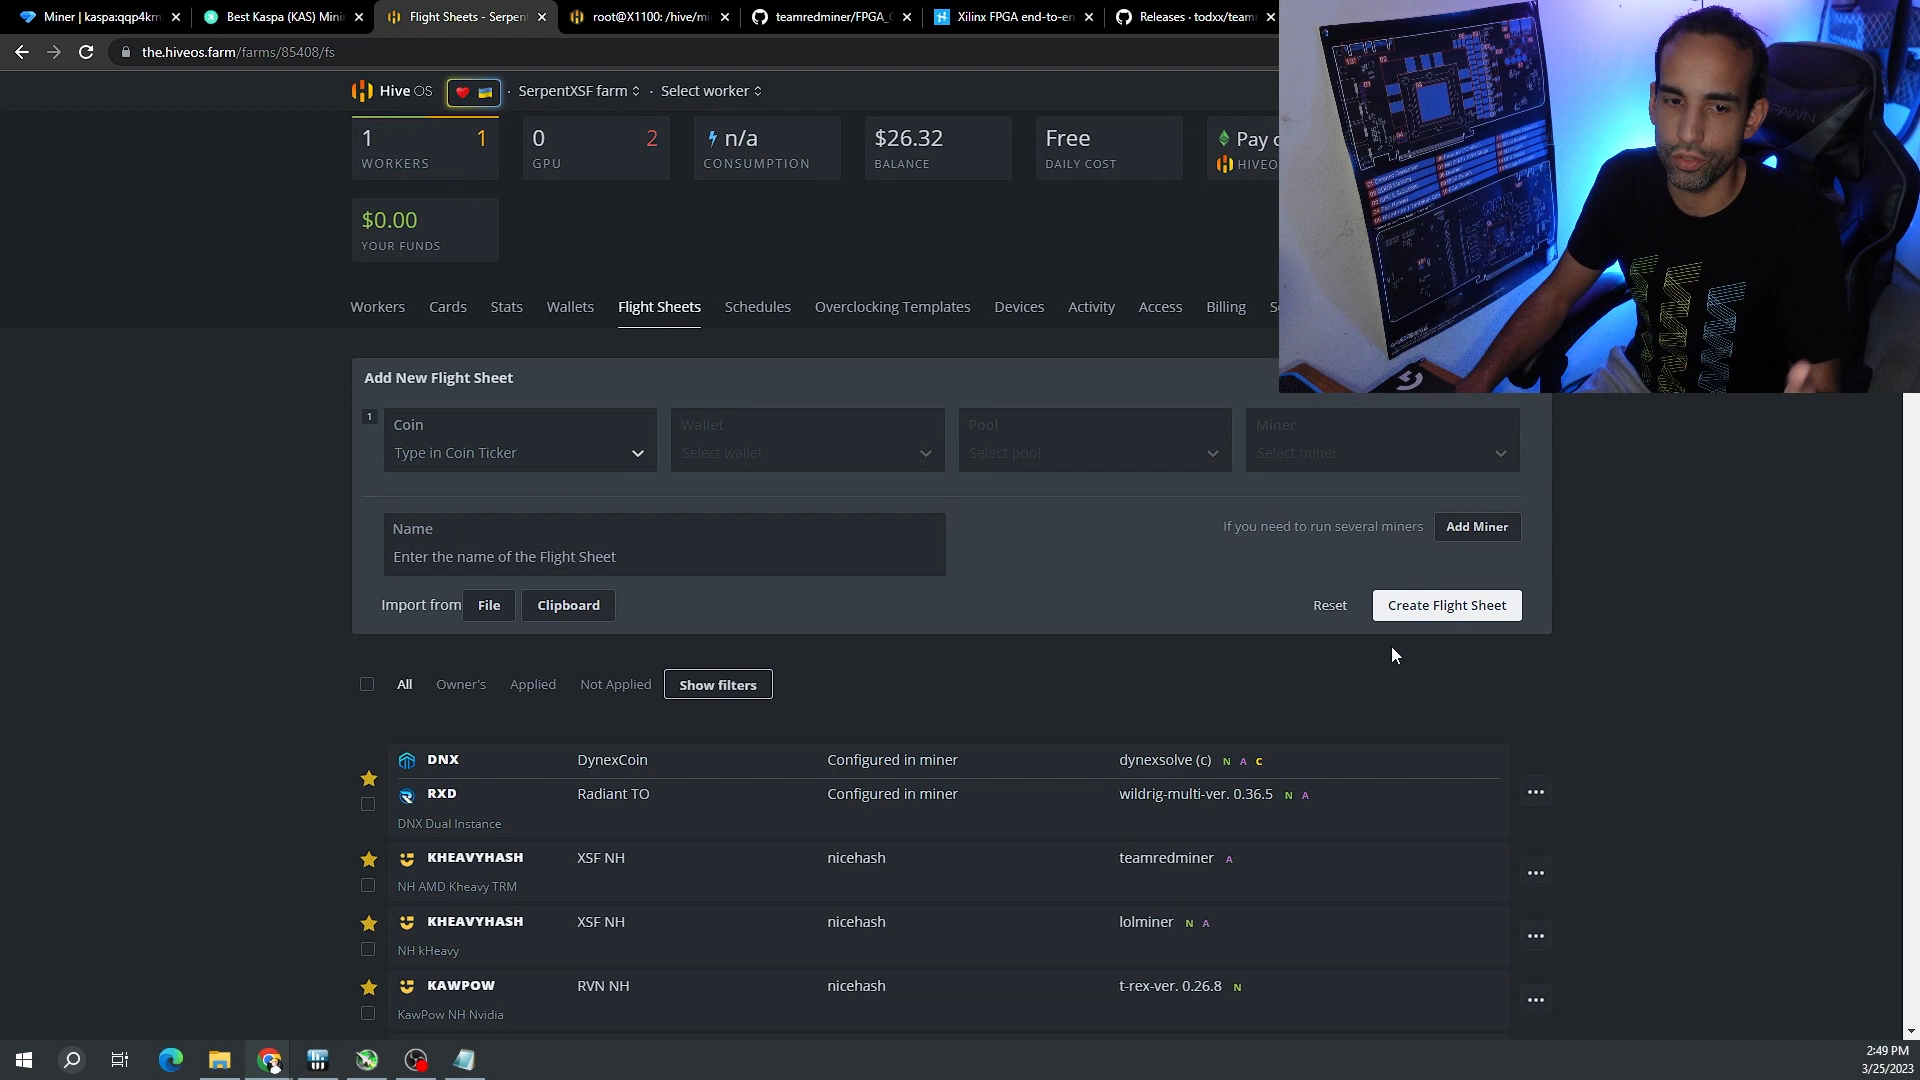 Miner | kaspa:qqp4krn
Best Kaspa (KAS) Mini
Flight Sheets - Serpen
root@X1100: /hive/mi
teamredminer/FPGA_
Xilinx FPGA end-to-en
Releases · todxx/team
the.hiveos.farm/farms/85408/fs
Hive OS · SerpentXSF farm · Select worker
1 1
WORKERS
0 2
GPU
n/a
CONSUMPTION
$26.32
BALANCE
Free
DAILY COST
Pay
HIVEO
$0.00
YOUR FUNDS
Workers Cards Stats Wallets Flight Sheets Schedules Overclocking Templates Devices Activity Access Billing S
Add New Flight Sheet
1
Coin
Type in Coin Ticker
Wallet
Select wallet
Pool
Select pool
Miner
Select miner
Name
Enter the name of the Flight Sheet
If you need to run several miners Add Miner
Import from File Clipboard
Reset Create Flight Sheet
All Owner's Applied Not Applied Show filters
DNX DynexCoin Configured in miner dynexsolve (c) N A C
RXD Radiant TO Configured in miner wildrig-multi-ver. 0.36.5 N A
DNX Dual Instance
KHEAVYHASH XSF NH nicehash teamredminer A
NH AMD Kheavy TRM
KHEAVYHASH XSF NH nicehash lolminer N A
NH kHeavy
KAWPOW RVN NH nicehash t-rex-ver. 0.26.8 N
KawPow NH Nvidia
2:49 PM
3/25/2023